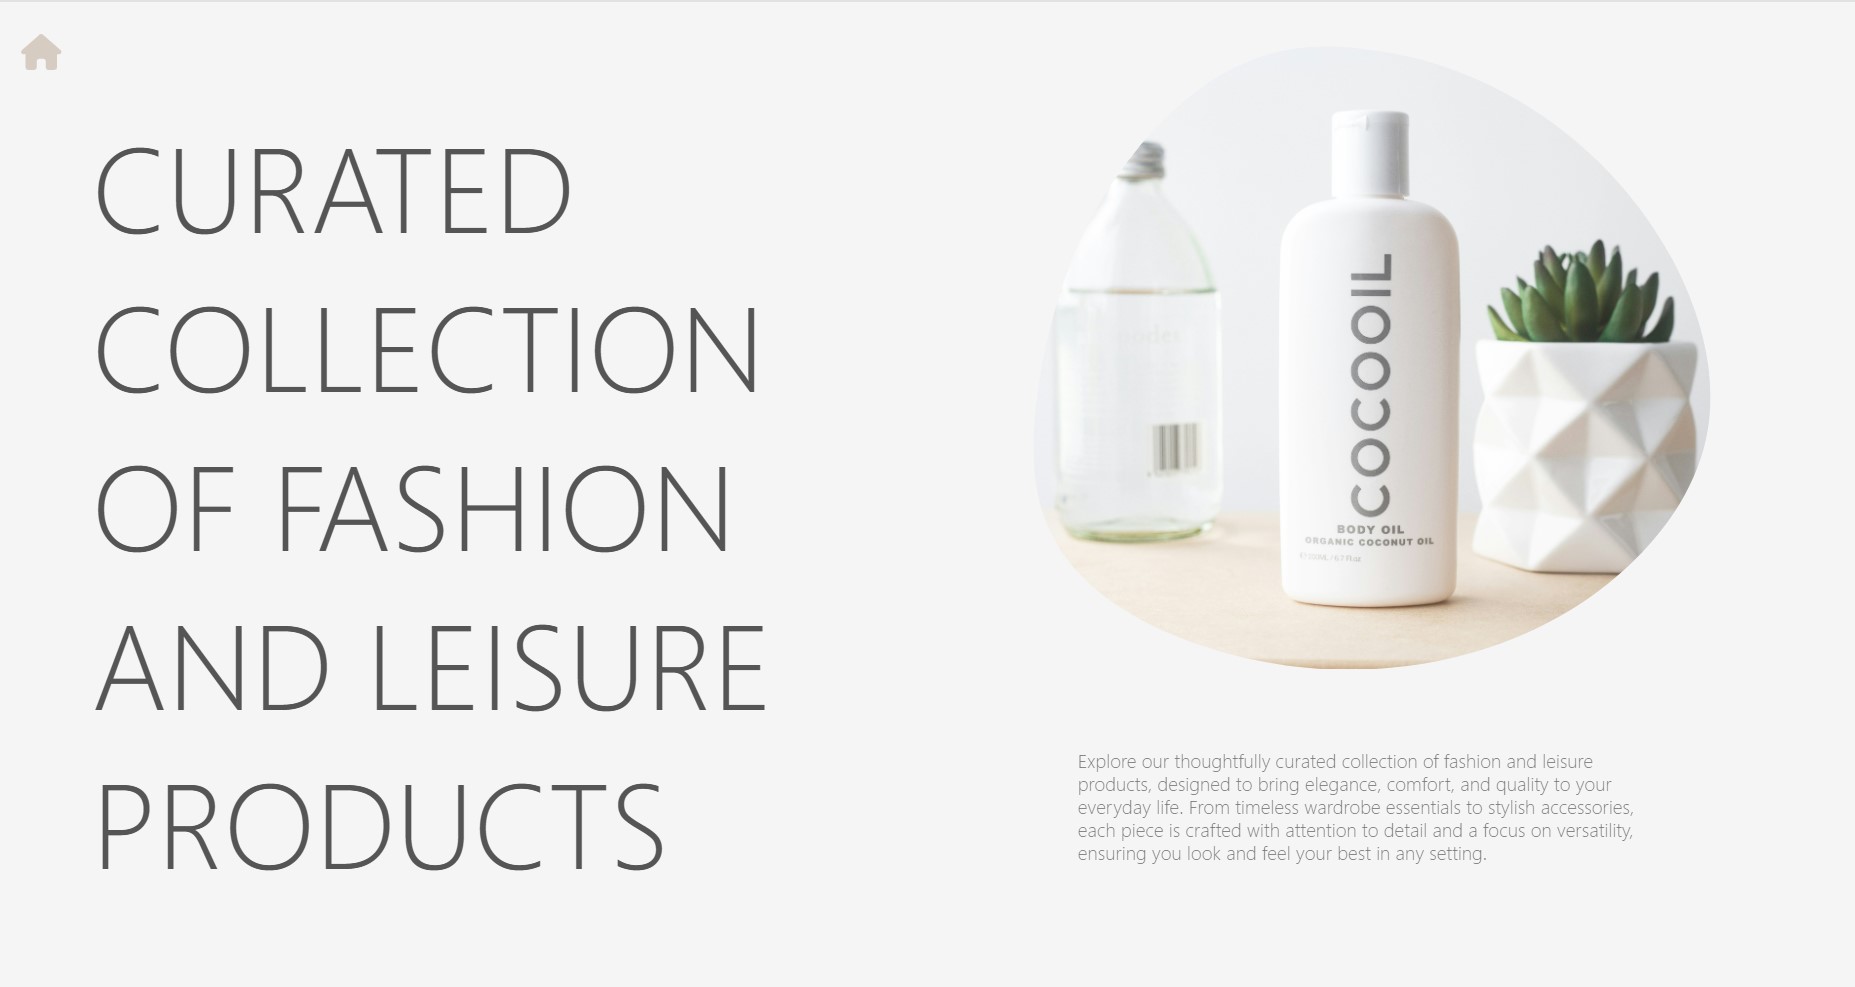 CURATED
COLLECTION
OF FASHION
AND LEISURE
PRODUCTS
COCOOIL
BODY OIL
ORGANIC COCONUT OIL
Explore our thoughtfully curated collection of fashion and leisure
products, designed to bring elegance, comfort, and quality to your
everyday life. From timeless wardrobe essentials to stylish accessories,
each piece is crafted with attention to detail and a focus on versatility,
ensuring you look and feel your best in any setting.